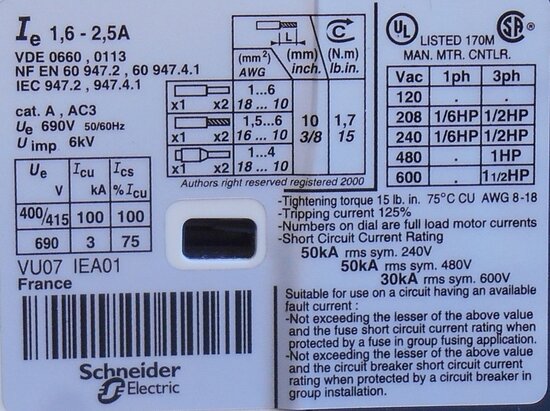 Ie 1,6 - 2,5A
VDE 0660 , 0113
NF EN 60 947.2 , 60 947.4.1
IEC 947.2 , 947.4.1
cat. A , AC3
Ue 690V 50/60Hz
U imp 6kV
Ue Icu Ics
V kA % Icu
400/415 100 100
690 3 75
VU07 IEA01
France
Schneider
Electric
L C
(mm²) (mm) (N.m)
AWG inch. lb.in.
x1 x2 1...6
18 ... 10
x1 x2 1,5...6 10 1,7
16 ... 10 3/8 15
x1 x2 1...4
18 ... 10
Authors right reserved registered 2000
UL LISTED 170M SA
MAN. MTR. CNTLR.
Vac 1ph 3ph
120 . .
208 1/6HP 1/2HP
240 1/6HP 1/2HP
480 . 1HP
600 . 11/2HP
-Tightening torque 15 lb. in. 75°C CU AWG 8-18
-Tripping current 125%
-Numbers on dial are full load motor currents
-Short Circuit Current Rating
50kA rms sym. 240V
50kA rms sym. 480V
30kA rms sym. 600V
Suitable for use on a circuit having an available
fault current :
-Not exceeding the lesser of the above value
and the fuse short circuit current rating when
protected by a fuse in group fusing application.
-Not exceeding the lesser of the above value
and the circuit breaker short circuit current
rating when protected by a circuit breaker in
group installation.